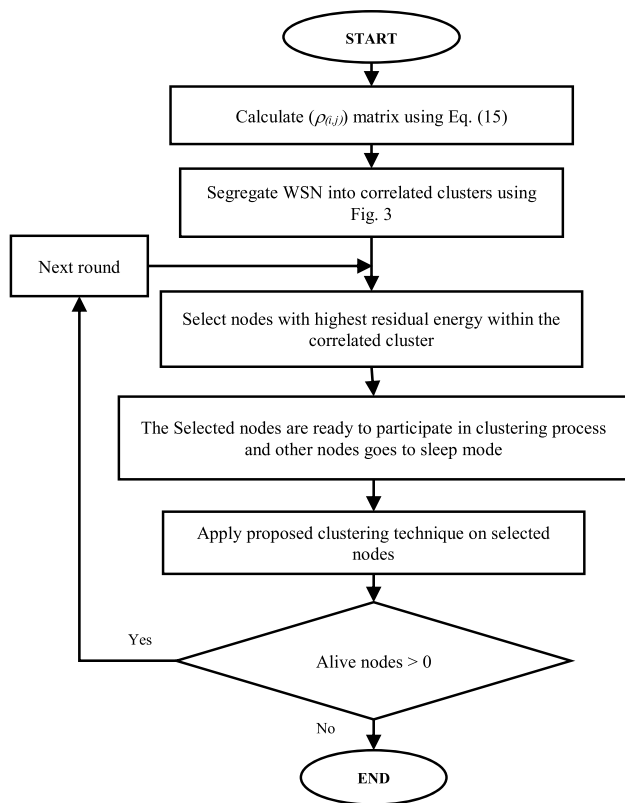 START
Calculate (ρ(i,j)) matrix using Eq. (15)
Segregate WSN into correlated clusters using
Fig. 3
Next round
Select nodes with highest residual energy within the
correlated cluster
The Selected nodes are ready to participate in clustering process
and other nodes goes to sleep mode
Apply proposed clustering technique on selected
nodes
Yes
Alive nodes > 0
No
END